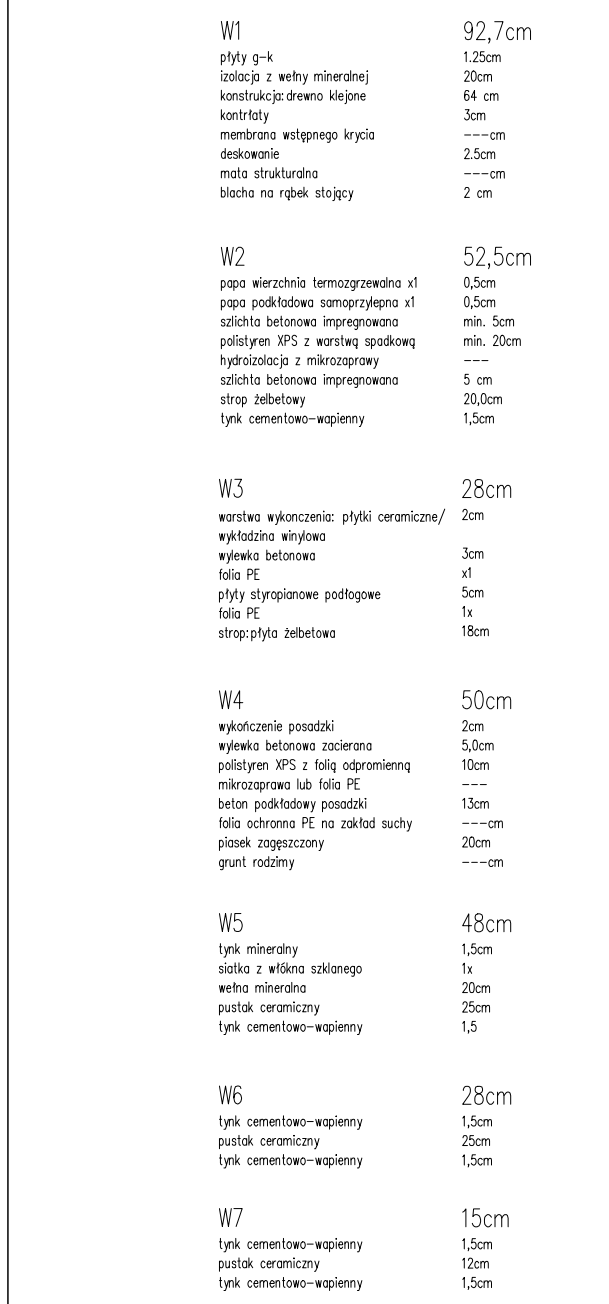 W1 92,7cm
płyty g-k 1.25cm
izolacja z wełny mineralnej 20cm
konstrukcja: drewno klejone 64 cm
kontrłaty 3cm
membrana wstępnego krycia ---cm
deskowanie 2.5cm
mata strukturalna ---cm
blacha na rąbek stojący 2 cm
W2 52,5cm
papa wierzchnia termozgrzewalna x1 0,5cm
papa podkładowa samoprzylepna x1 0,5cm
szlichta betonowa impregnowana min. 5cm
polistyren XPS z warstwą spadkową min. 20cm
hydroizolacja z mikrozaprawy ---
szlichta betonowa impregnowana 5 cm
strop żelbetowy 20,0cm
tynk cementowo-wapienny 1,5cm
W3 28cm
warstwa wykonczenia: płytki ceramiczne/ 2cm
wykładzina winylowa
wylewka betonowa 3cm
folia PE x1
płyty styropianowe podłogowe 5cm
folia PE 1x
strop: płyta żelbetowa 18cm
W4 50cm
wykończenie posadzki 2cm
wylewka betonowa zacierana 5,0cm
polistyren XPS z folią odpromienną 10cm
mikrozaprawa lub folia PE ---
beton podkładowy posadzki 13cm
folia ochronna PE na zakład suchy ---cm
piasek zagęszczony 20cm
grunt rodzimy ---cm
W5 48cm
tynk mineralny 1,5cm
siatka z włókna szklanego 1x
wełna mineralna 20cm
pustak ceramiczny 25cm
tynk cementowo-wapienny 1,5
W6 28cm
tynk cementowo-wapienny 1,5cm
pustak ceramiczny 25cm
tynk cementowo-wapienny 1,5cm
W7 15cm
tynk cementowo-wapienny 1,5cm
pustak ceramiczny 12cm
tynk cementowo-wapienny 1,5cm